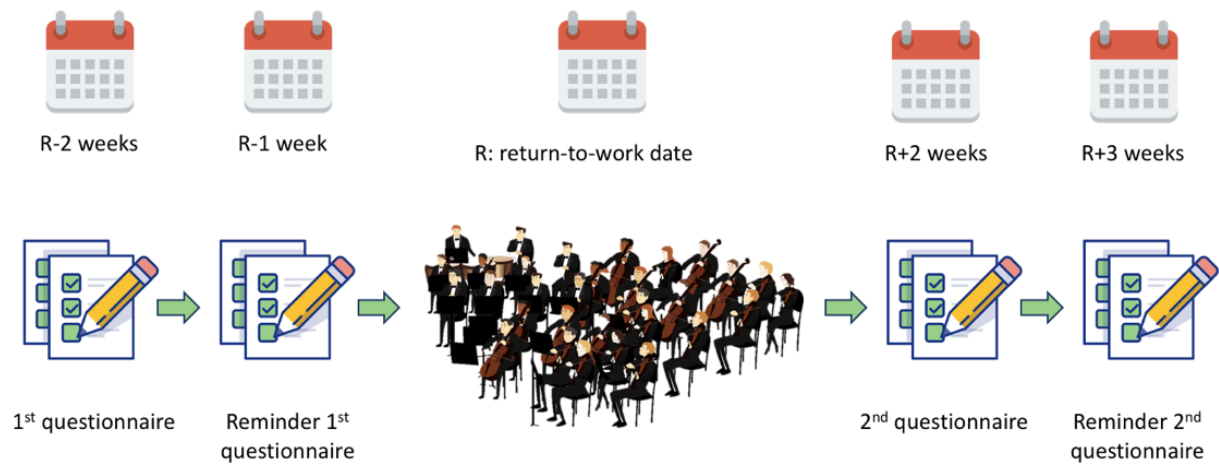 R-2 weeks
R-1 week
R: return-to-work date
R+2 weeks
R+3 weeks
1st questionnaire
Reminder 1st
questionnaire
2nd questionnaire
Reminder 2nd
questionnaire